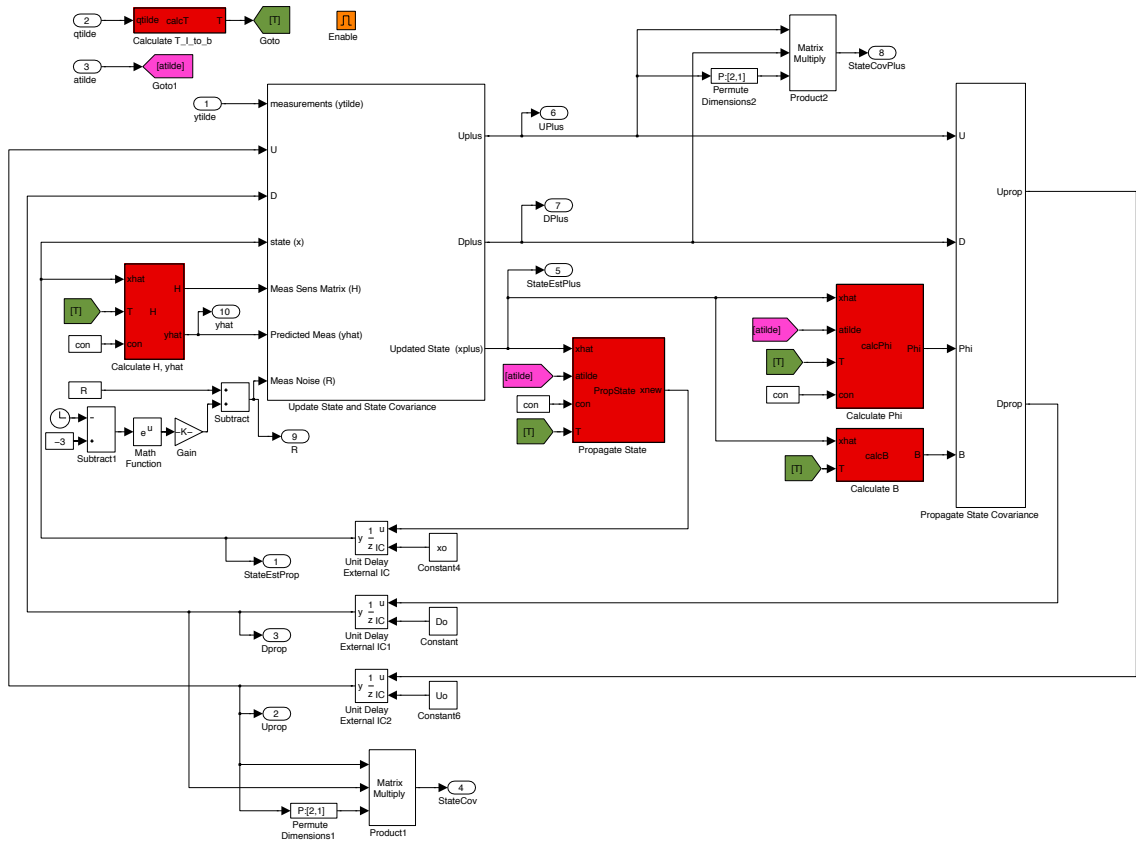 2
qtilde
qtilde
calcT
T
Calculate T_I_to_b
[T]
Goto
Enable
3
atilde
[atilde]
Goto1
1
ytilde
measurements (ytilde)
U
D
state (x)
Meas Sens Matrix (H)
Predicted Meas (yhat)
Meas Noise (R)
Uplus
Dplus
Updated State (xplus)
Update State and State Covariance
6
UPlus
7
DPlus
5
StateEstPlus
P:[2,1]
Permute
Dimensions2
Matrix
Multiply
Product2
8
StateCovPlus
U
D
Phi
B
Uprop
Dprop
Propagate State Covariance
[T]
con
xhat
T
con
H
H
yhat
Calculate H, yhat
10
yhat
R
−3
Subtract1
e u
Math
Function
−K−
Gain
Subtract
9
R
[atilde]
con
[T]
xhat
atilde
con
T
PropState
xnew
Propagate State
[atilde]
[T]
con
xhat
atilde
T
con
calcPhi
Phi
Calculate Phi
[T]
xhat
T
calcB
B
Calculate B
y
1
z
u
IC
Unit Delay
External IC
xo
Constant4
1
StateEstProp
y
1
z
u
IC
Unit Delay
External IC1
Do
Constant
3
Dprop
y
1
z
u
IC
Unit Delay
External IC2
Uo
Constant6
2
Uprop
P:[2,1]
Permute
Dimensions1
Matrix
Multiply
Product1
4
StateCov